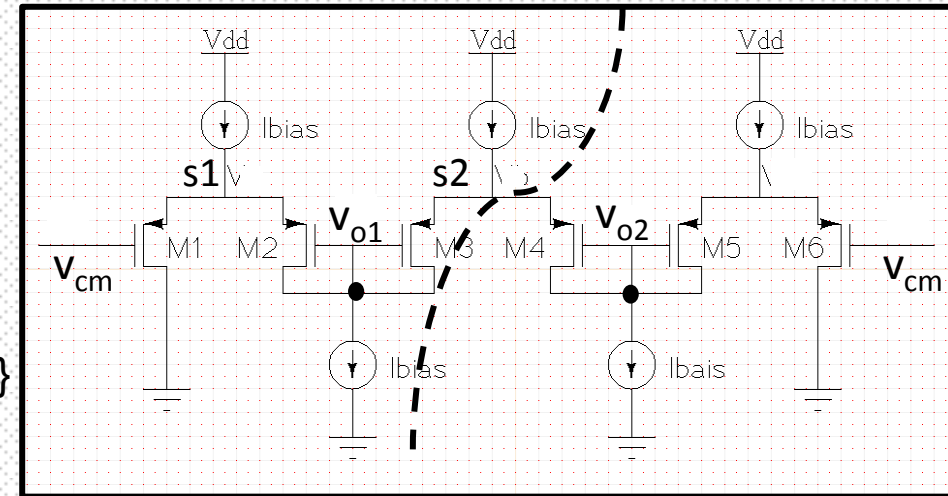 Vdd Vdd Vdd
Ibias Ibias Ibias
s1 s2
M1 M2 vo1 M3 M4 vo2 M5 M6
vcm vcm
}
Ibias Ibais